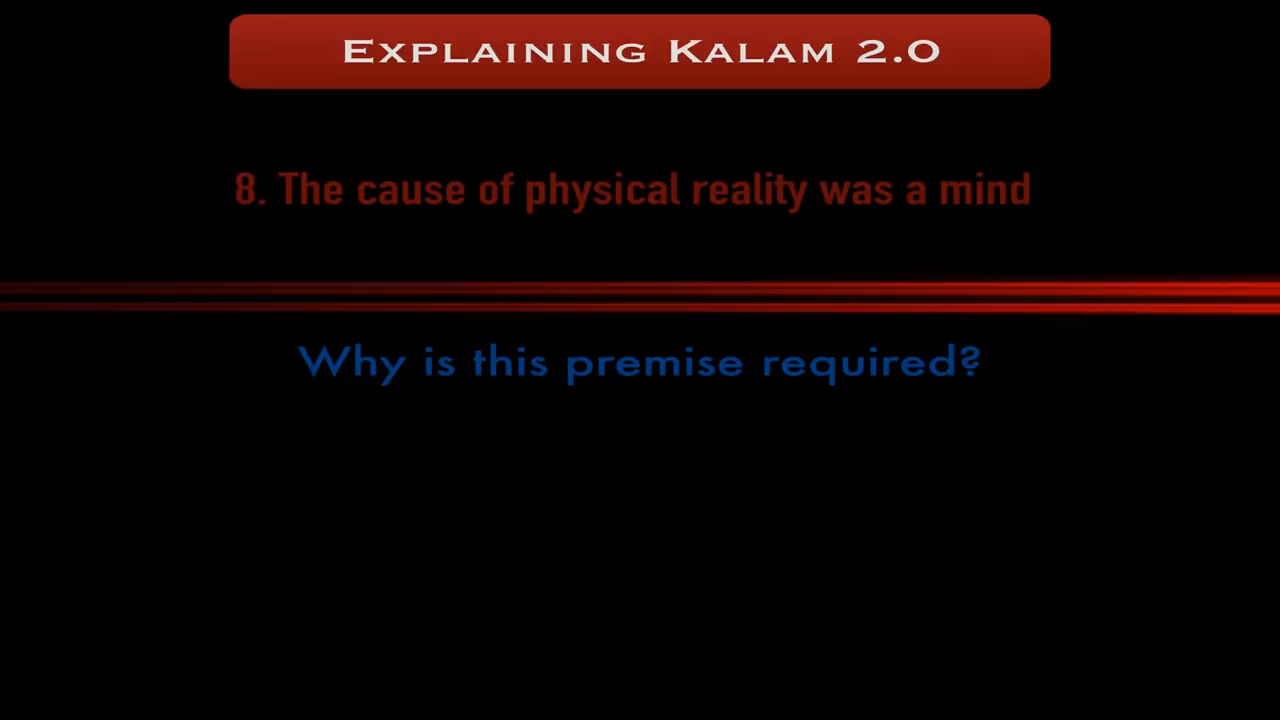 Explaining Kalam 2.0
8. The cause of physical reality was a mind
Why is this premise required?